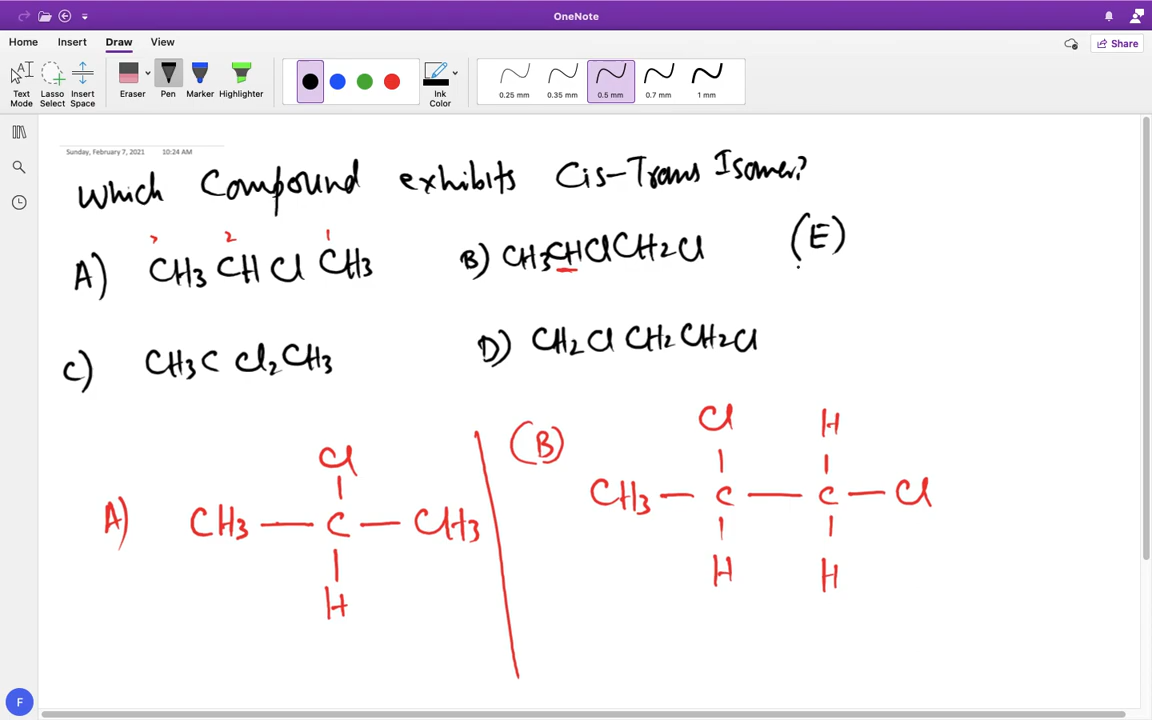 OneNote
Home Insert Draw View
Share
Text Mode Lasso Select Insert Space Eraser Pen Marker Highlighter Ink Color 0.25 mm 0.35 mm 0.5 mm 0.7 mm 1 mm
Sunday, February 7, 2021 10:24 AM
Which Compound exhibits Cis-Trans Isomer?
3 2 1
A) CH3 CH Cl CH3 B) CH3CHClCH2Cl (E)
C) CH3C Cl2CH3 D) CH2Cl CH2CH2Cl
(B) Cl H
Cl
CH3 — C — C — Cl
A) CH3 — C — CH3
H H
H
F